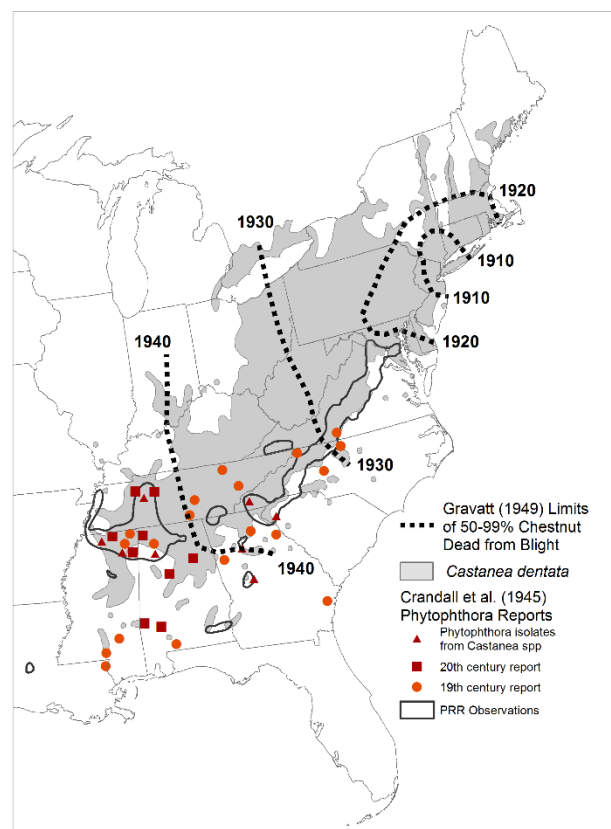 1920
1930
1910
1910
1940
1920
1930
Gravatt (1949) Limits
of 50-99% Chestnut
Dead from Blight
1940
Castanea dentata
Crandall et al. (1945)
Phytophthora Reports
Phytophthora isolates
from Castanea spp
20th century report
19th century report
PRR Observations